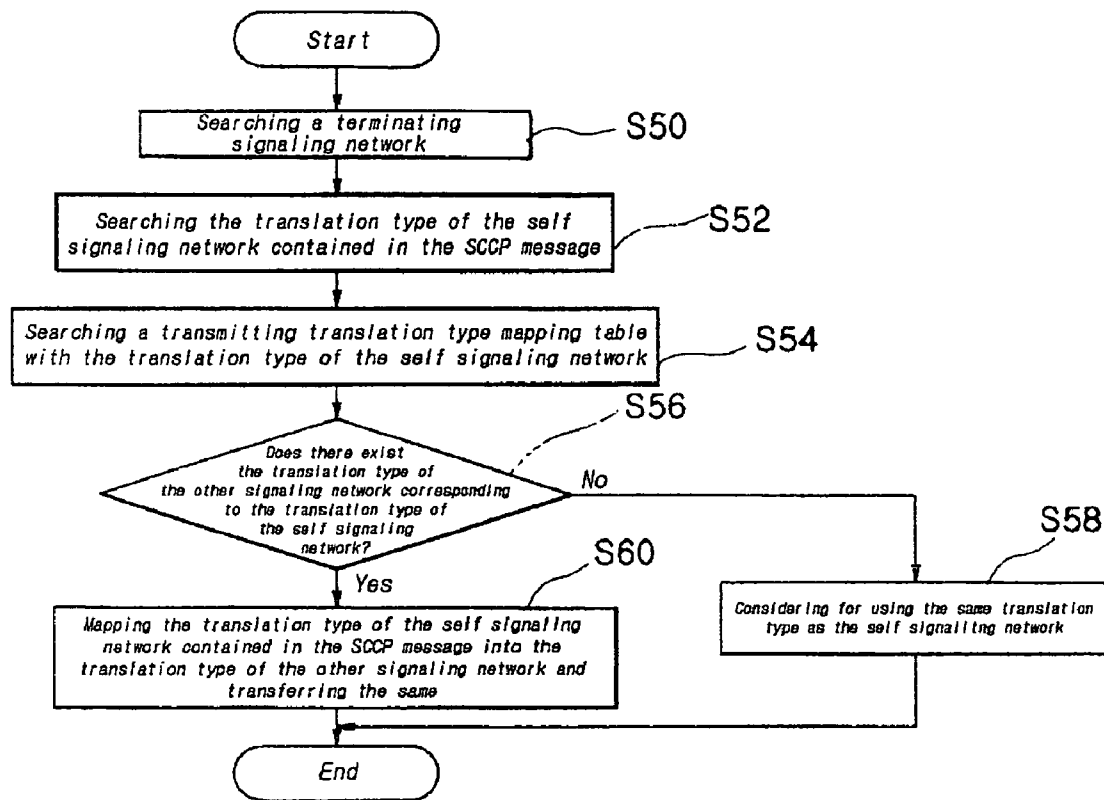 Start
Searching a terminating
signaling network
S50
Searching the translation type of the self
signaling network contained in the SCCP message
S52
Searching a transmitting translation type mapping table
with the translation type of the self signaling network
S54
Does there exist
the translation type of
the other signaling network corresponding
to the translation type of
the self signaling
network?
S56
No
Yes
Considering for using the same translation
type as the self signaliltng network
S58
Mapping the translation type of the self signaling
network contained in the SCCP message into the
translation type of the other signaling network and
transferring the same
S60
End